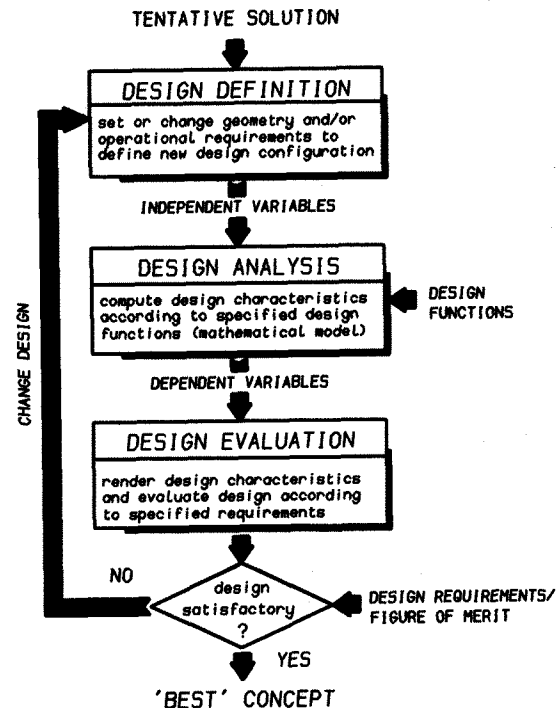 TENTATIVE SOLUTION
DESIGN DEFINITION
set or change geometry and/or
operational requirements to
define new design configuration
INDEPENDENT VARIABLES
DESIGN ANALYSIS
compute design characteristics
according to specified design
functions (mathematical model)
DESIGN
FUNCTIONS
DEPENDENT VARIABLES
CHANGE DESIGN
DESIGN EVALUATION
render design characteristics
and evaluate design according
to specified requirements
NO
design
satisfactory
?
DESIGN REQUIREMENTS/
FIGURE OF MERIT
YES
'BEST' CONCEPT